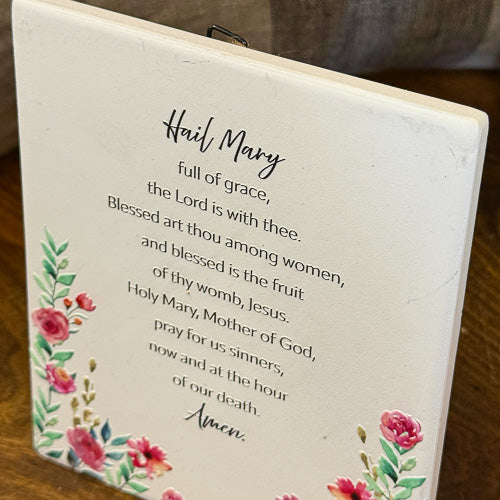 Hail Mary
full of grace,
the Lord is with thee.
Blessed art thou among women,
and blessed is the fruit
of thy womb, Jesus.
Holy Mary, Mother of God,
pray for us sinners,
now and at the hour
of our death.
Amen.